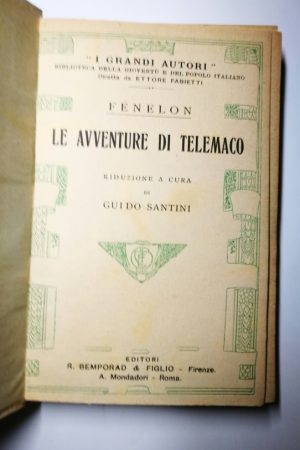 "I GRANDI AUTORI"
BIBLIOTECA DELLA GIOVENTÙ E DEL POPOLO ITALIANO
Diretta da ETTORE FABIETTI
FÉNELON
LE AVVENTURE DI TELEMACO
RIDUZIONE A CURA
DI
GUIDO SANTINI
EDITORI
R. BEMPORAD & FIGLIO - Firenze.
A. Mondadori - Roma.